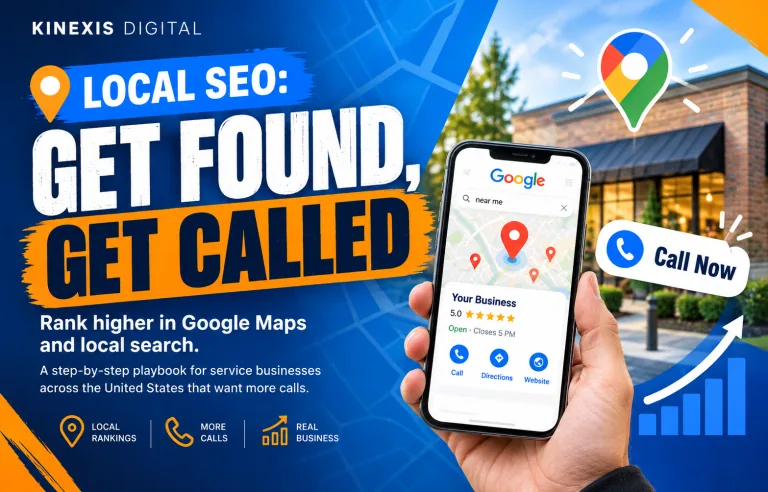 KINEXIS DIGITAL
LOCAL SEO:
GET FOUND,
GET CALLED
Rank higher in Google Maps
and local search.
A step-by-step playbook for service businesses
across the United States that want more calls.
LOCAL
RANKINGS
MORE
CALLS
REAL
BUSINESS
Google
near me
Your Business
5.0
Open · Closes 5 PM
Call
Directions
Website
Call Now